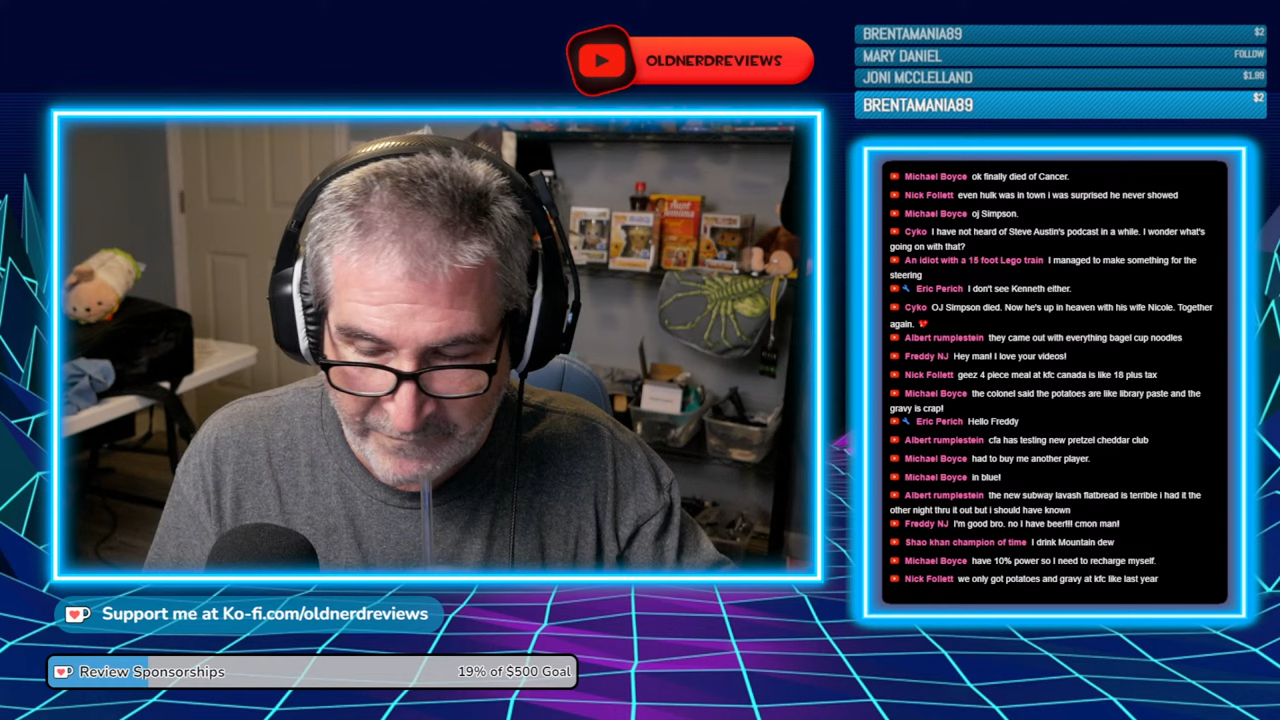 OLDNERDREVIEWS
BRENTAMANIA89 $2
MARY DANIEL FOLLOW
JONI MCCLELLAND $1.99
BRENTAMANIA89 $2
Michael Boyce ok finally died of Cancer.
Nick Follett even hulk was in town i was surprised he never showed
Michael Boyce oj Simpson.
Cyko I have not heard of Steve Austin's podcast in a while. I wonder what's
going on with that?
An idiot with a 15 foot Lego train I managed to make something for the
steering
Eric Perich I don't see Kenneth either.
Cyko OJ Simpson died. Now he's up in heaven with his wife Nicole. Together
again.
Albert rumplestein they came out with everything bagel cup noodles
Freddy NJ Hey man! I love your videos!
Nick Follett geez 4 piece meal at kfc canada is like 18 plus tax
Michael Boyce the colonel said the potatoes are like library paste and the
gravy is crap!
Eric Perich Hello Freddy
Albert rumplestein cfa has testing new pretzel cheddar club
Michael Boyce had to buy me another player.
Michael Boyce in blue!
Albert rumplestein the new subway lavash flatbread is terrible i had it the
other night thru it out but i should have known
Freddy NJ I'm good bro. no I have beer!!! cmon man!
Shao khan champion of time I drink Mountain dew
Michael Boyce have 10% power so I need to recharge myself.
Nick Follett we only got potatoes and gravy at kfc like last year
Support me at Ko-fi.com/oldnerdreviews
Review Sponsorships 19% of $500 Goal